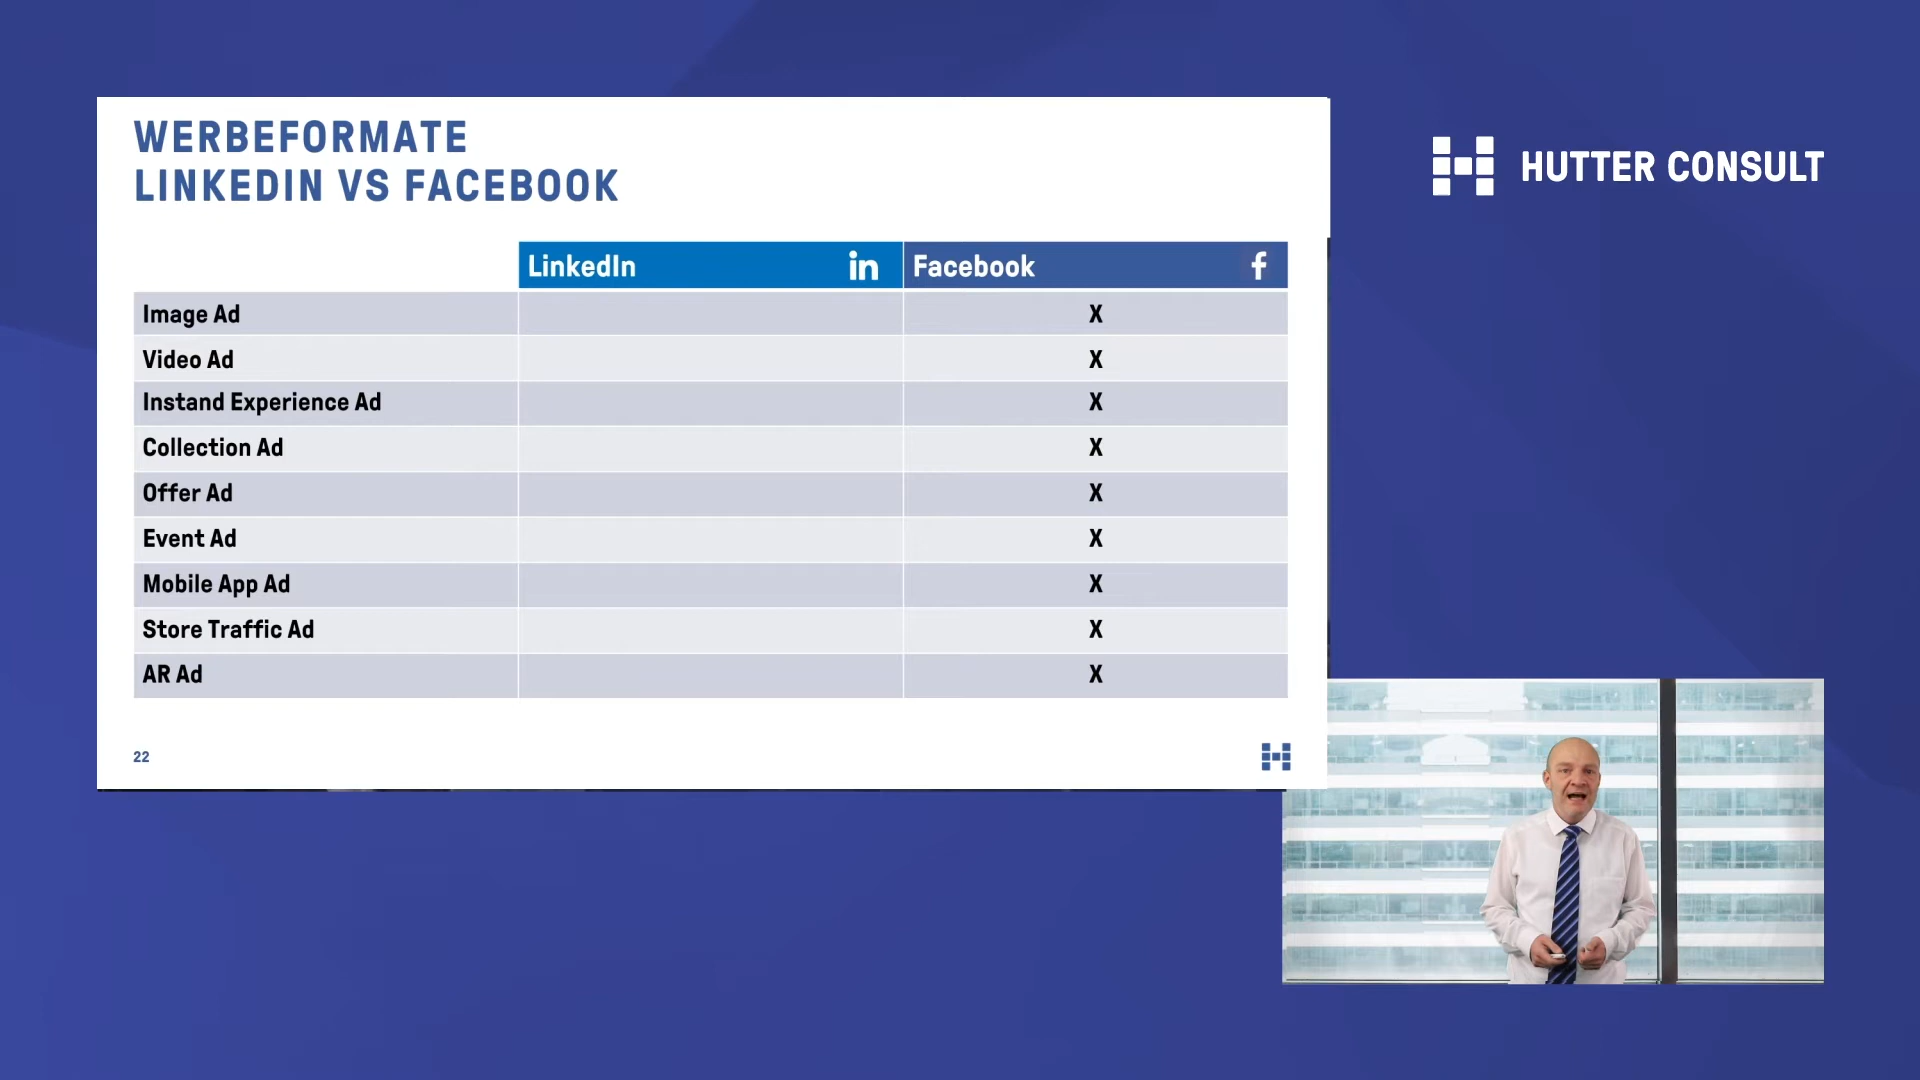 WERBEFORMATE
LINKEDIN VS FACEBOOK
HUTTER CONSULT
LinkedIn in Facebook f
Image Ad X
Video Ad X
Instand Experience Ad X
Collection Ad X
Offer Ad X
Event Ad X
Mobile App Ad X
Store Traffic Ad X
AR Ad X
22